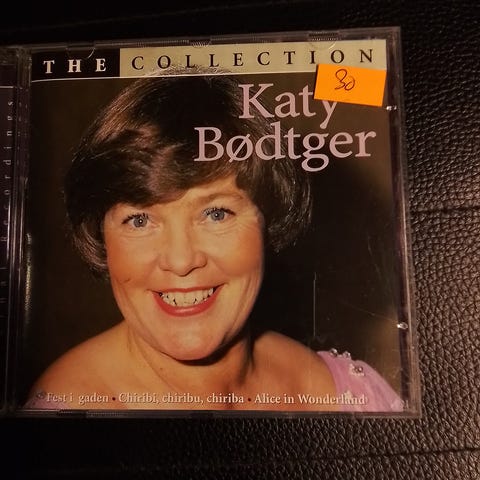 THE COLLECTION
30
Katy
Bødtger
Fest i gaden • Chiribi, chiribu, chiriba • Alice in Wonderland